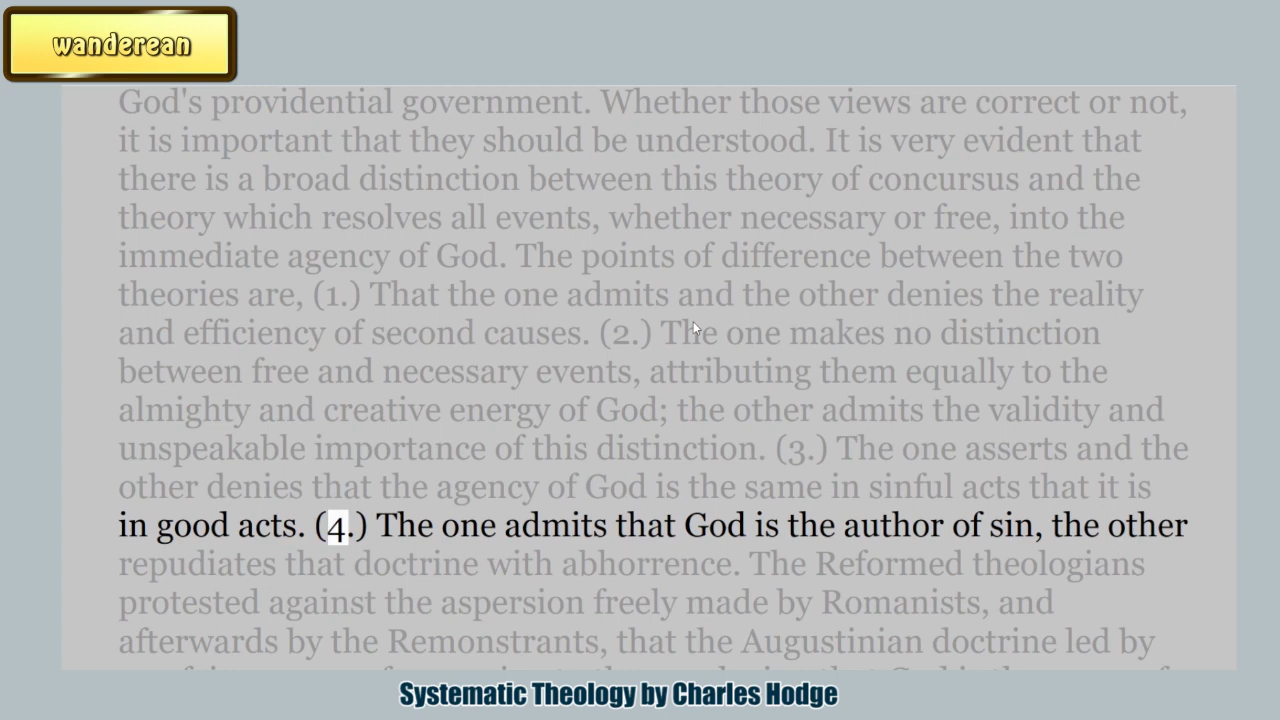 wanderean
God's providential government. Whether those views are correct or not,
it is important that they should be understood. It is very evident that
there is a broad distinction between this theory of concursus and the
theory which resolves all events, whether necessary or free, into the
immediate agency of God. The points of difference between the two
theories are, (1.) That the one admits and the other denies the reality
and efficiency of second causes. (2.) The one makes no distinction
between free and necessary events, attributing them equally to the
almighty and creative energy of God; the other admits the validity and
unspeakable importance of this distinction. (3.) The one asserts and the
other denies that the agency of God is the same in sinful acts that it is
in good acts. (4.) The one admits that God is the author of sin, the other
repudiates that doctrine with abhorrence. The Reformed theologians
protested against the aspersion freely made by Romanists, and
afterwards by the Remonstrants, that the Augustinian doctrine led by
Systematic Theology by Charles Hodge